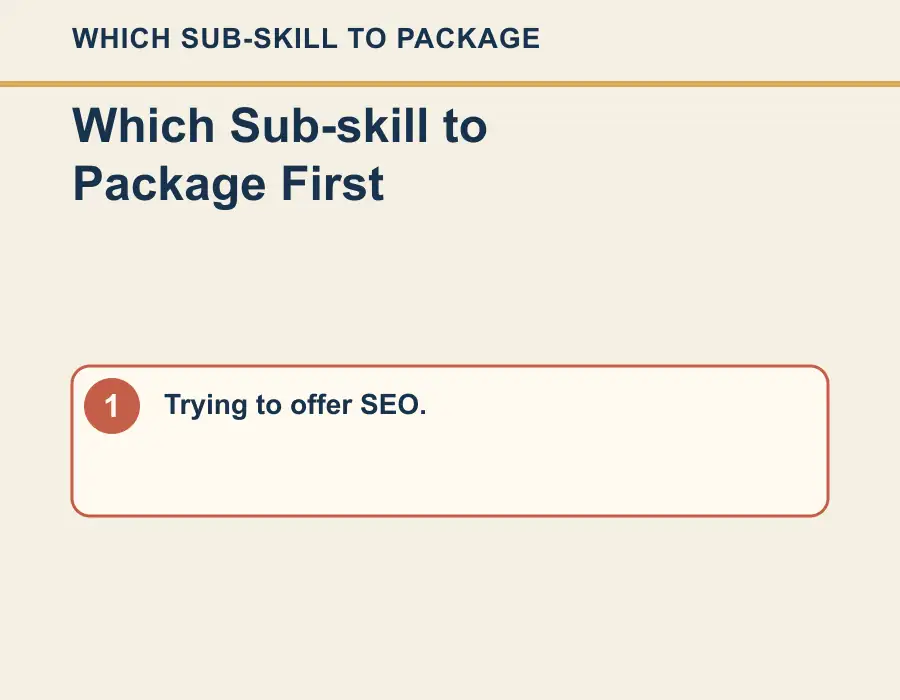 WHICH SUB-SKILL TO PACKAGE
Which Sub-skill to
Package First
1 Trying to offer SEO.